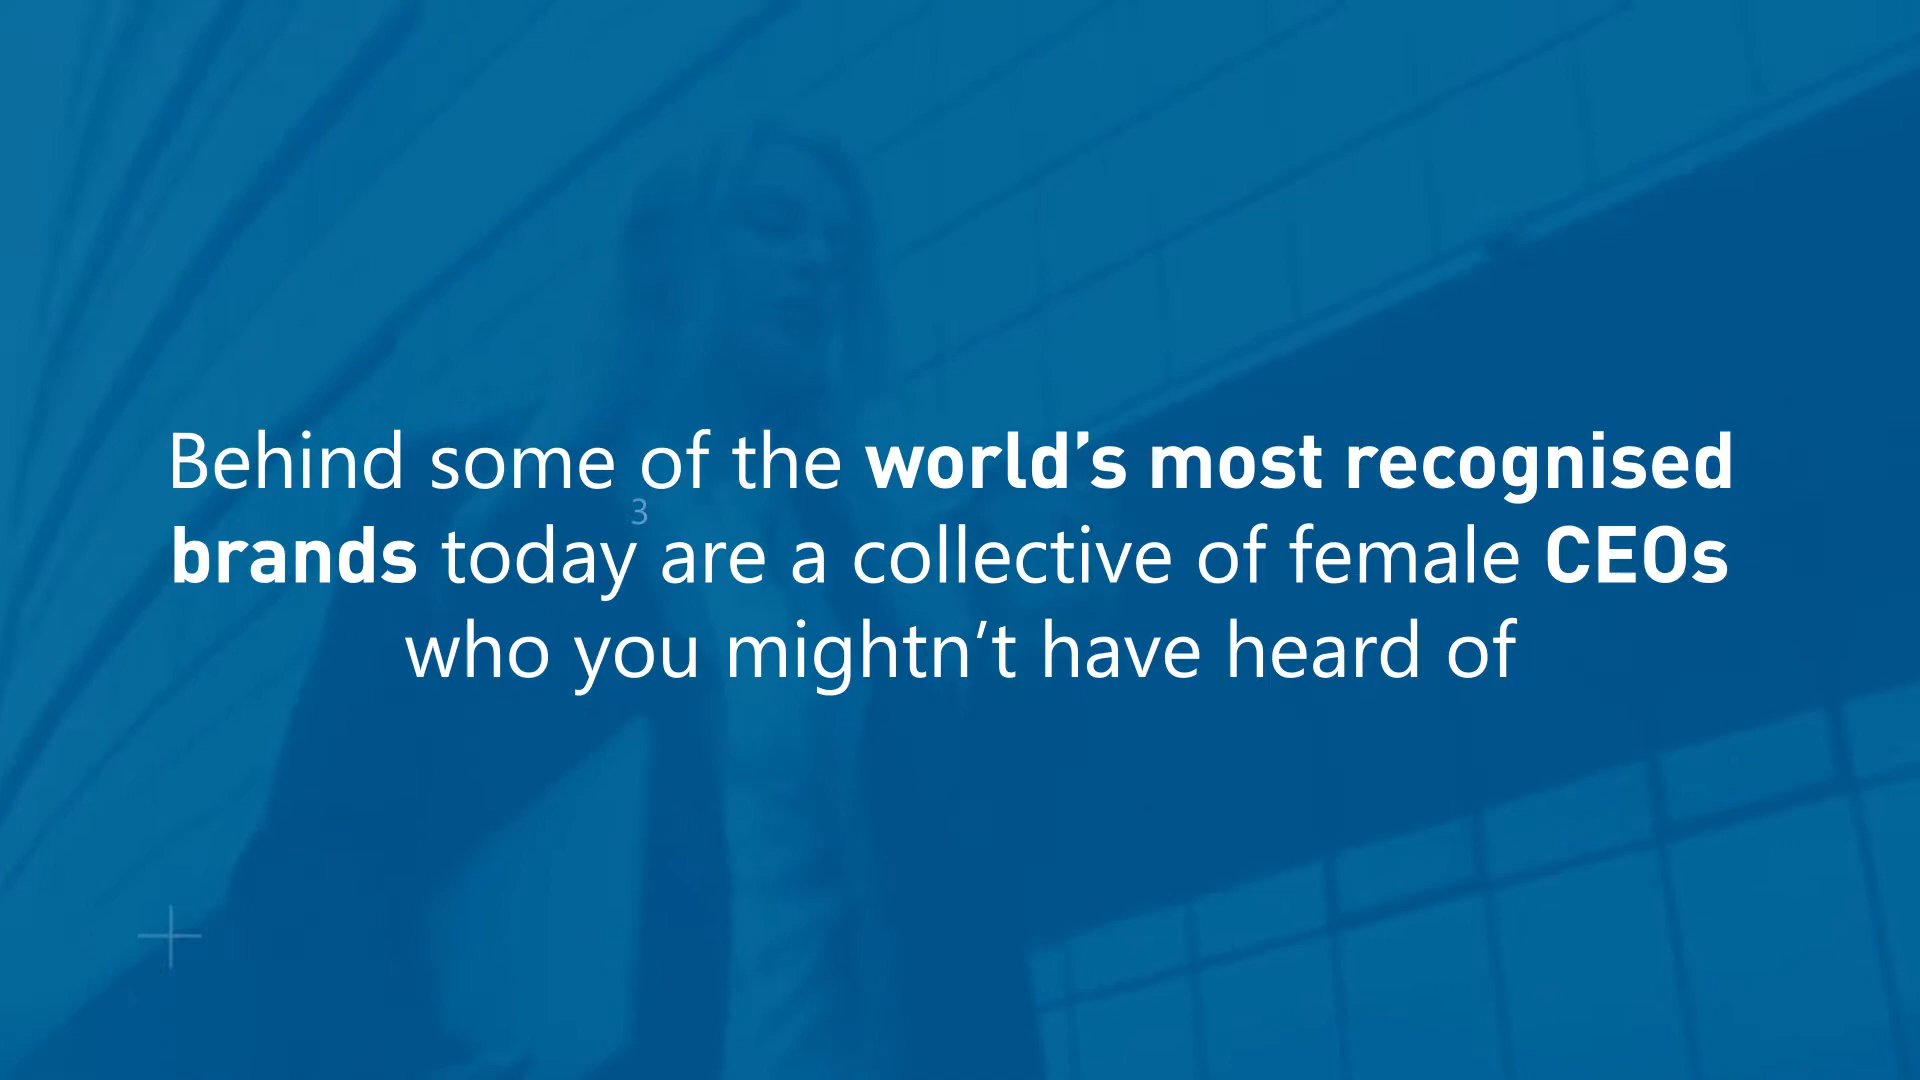 Behind some of the world’s most recognised
3
brands today are a collective of female CEOs
who you mightn’t have heard of